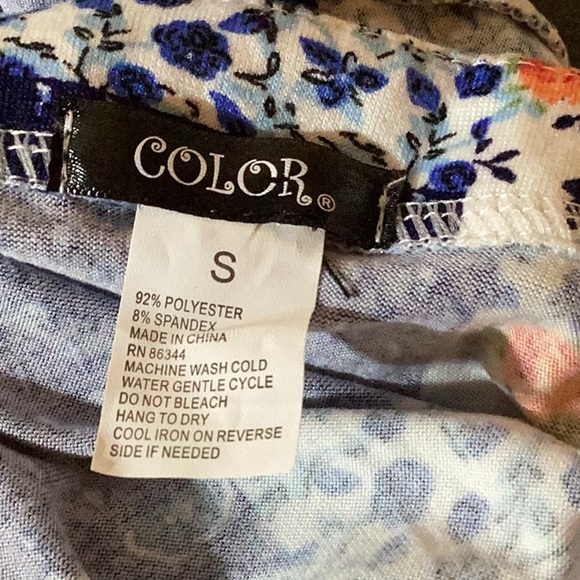 COLOR®
S
92% POLYESTER
8% SPANDEX
MADE IN CHINA
RN 86344
MACHINE WASH COLD
WATER GENTLE CYCLE
DO NOT BLEACH
HANG TO DRY
COOL IRON ON REVERSE
SIDE IF NEEDED